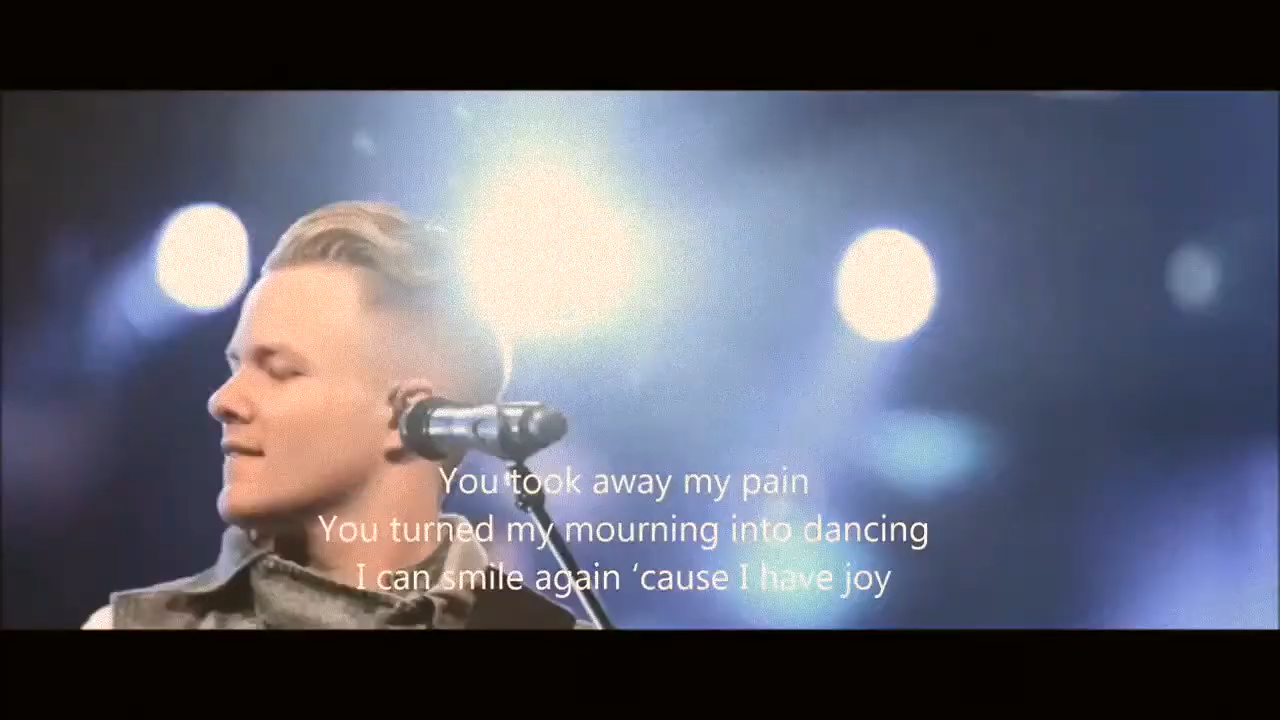 You took away my pain
You turned my mourning into dancing
I can smile again ‘cause I have joy